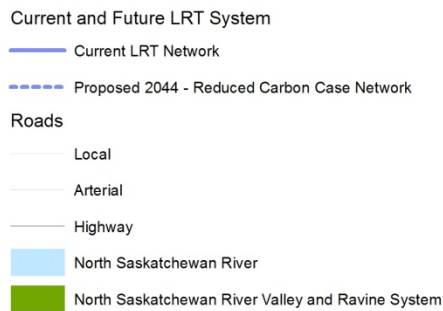 Current and Future LRT System
Current LRT Network
Proposed 2044 - Reduced Carbon Case Network
Roads
Local
Arterial
Highway
North Saskatchewan River
North Saskatchewan River Valley and Ravine System